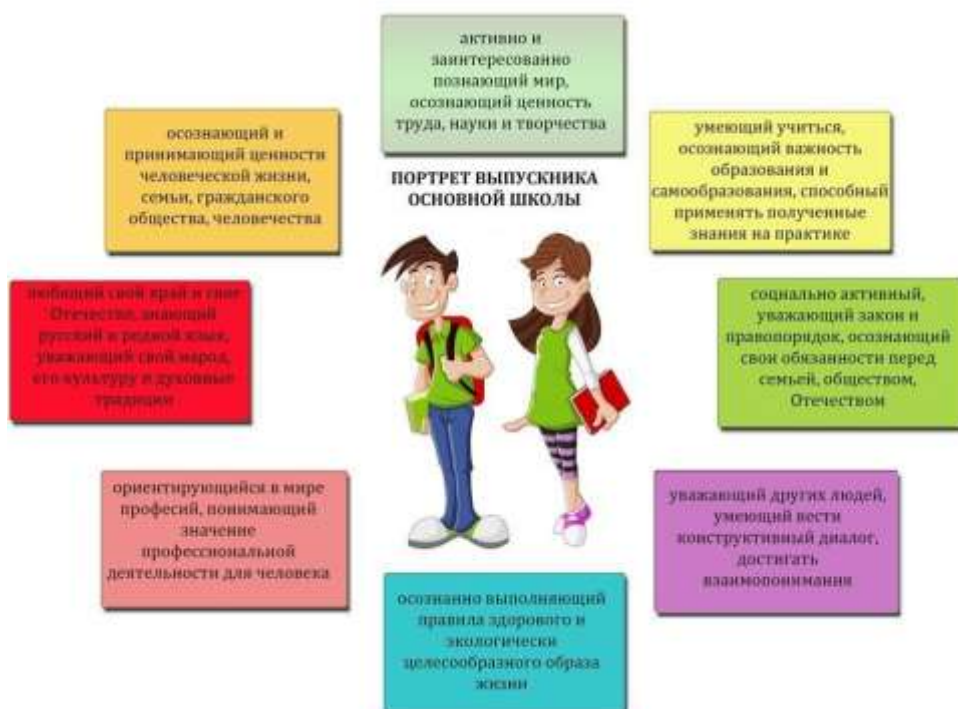 активно и
заинтересованно
познающий мир,
осознающий ценность
труда, науки и творчества
осознающий и
принимающий ценности
человеческой жизни,
семьи, гражданского
общества, человечества
ПОРТРЕТ ВЫПУСКНИКА
ОСНОВНОЙ ШКОЛЫ
умеющий учиться,
осознающий важность
образования и
самообразования, способный
применять полученные
знания на практике
любящий свой край и свое
Отечество, знающий
русский и родной язык,
уважающий свой народ,
его культуру и духовные
традиции
социально активный,
уважающий закон и
правопорядок, осознающий
свои обязанности перед
семьей, обществом,
Отечеством
ориентирующийся в мире
професий, понимающий
значение
профессиональной
деятельности для человека
уважающий других людей,
умеющий вести
конструктивный диалог,
достигать
взаимопонимания
осознанно выполняющий
правила здорового и
экологически
целесообразного образа
жизни